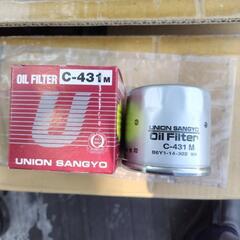 OIL FILTER C-431M
U
UNION SANGYO
UNION SANGYO
Oil Filter
C-431 M